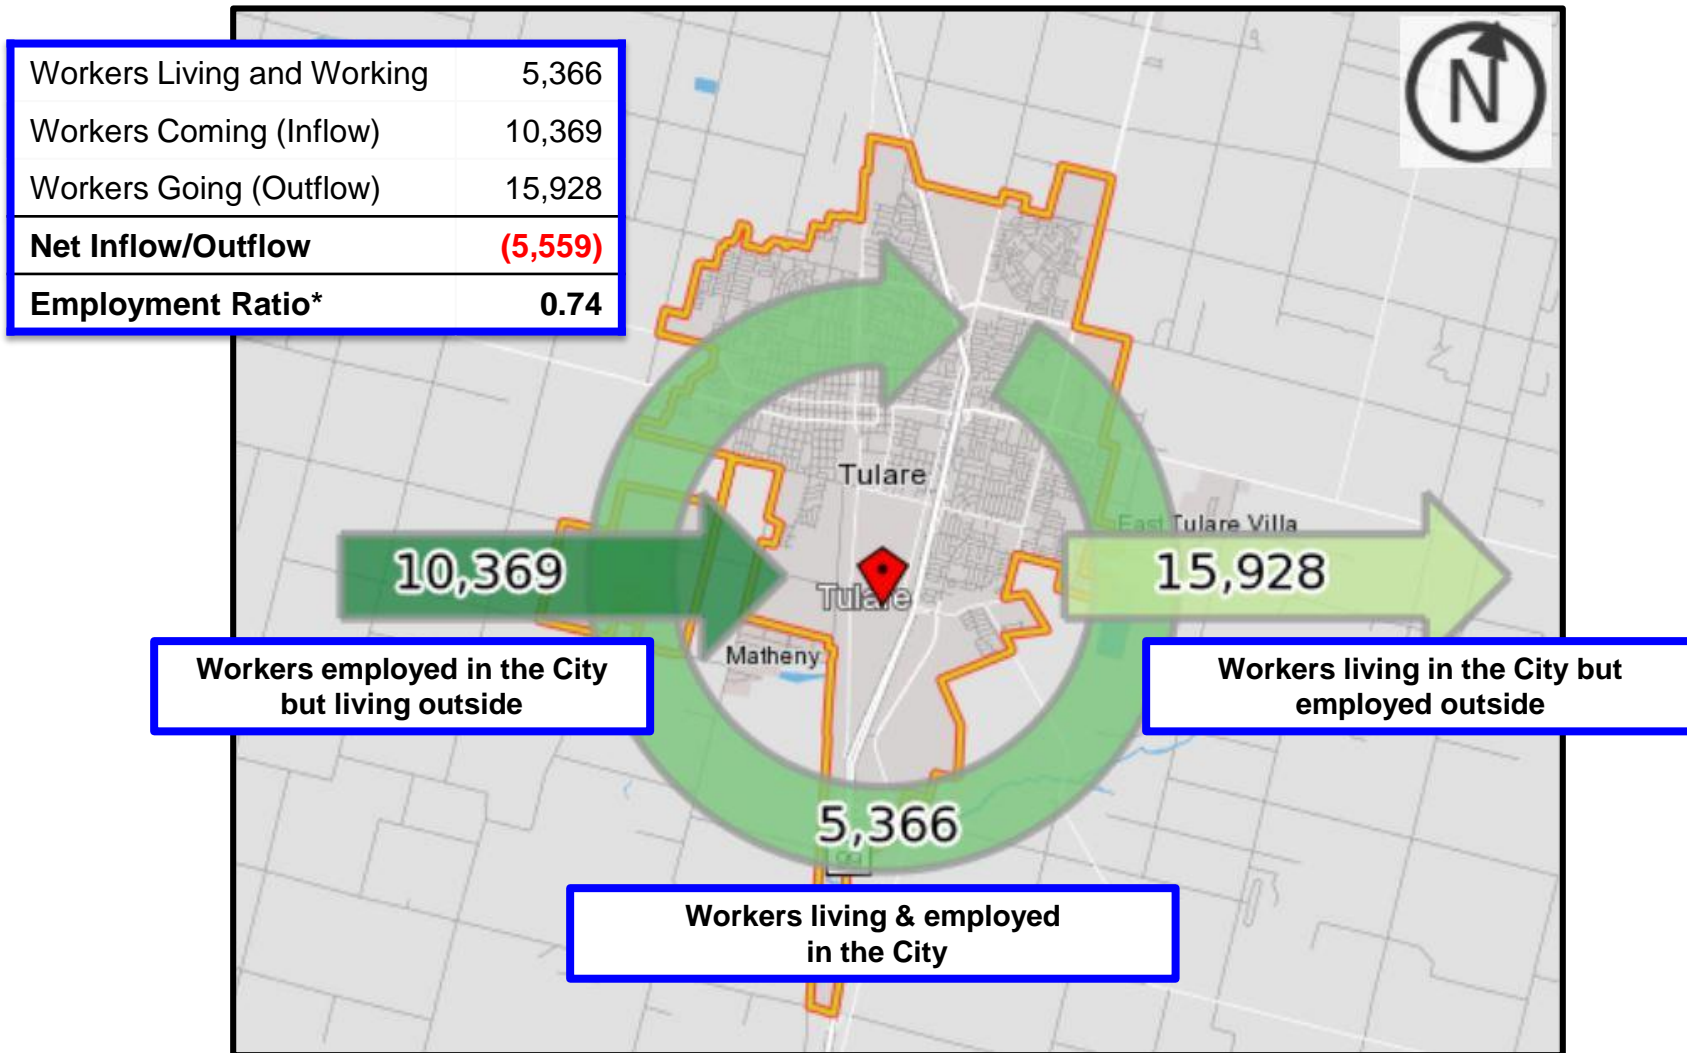 Workers Living and Working 5,366
Workers Coming (Inflow) 10,369
Workers Going (Outflow) 15,928
Net Inflow/Outflow (5,559)
Employment Ratio* 0.74
N
Tulare
East Tulare Villa
10,369
15,928
Tulare
Matheny
Workers employed in the City
but living outside
Workers living in the City but
employed outside
5,366
99
Workers living & employed
in the City